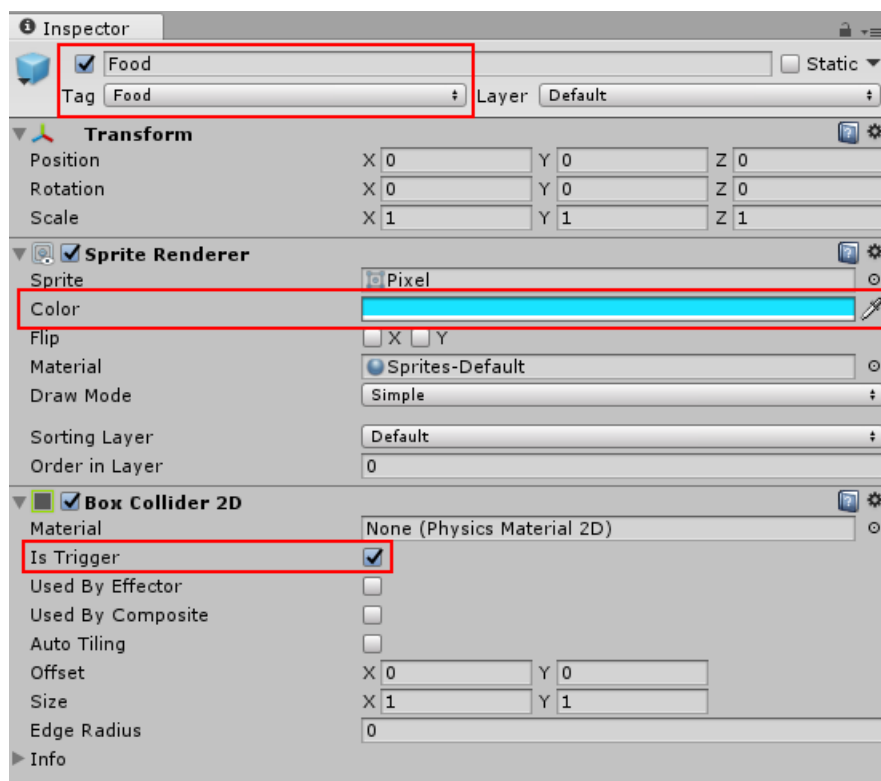 Inspector
Food Static
Tag Food Layer Default
Transform
Position X 0 Y 0 Z 0
Rotation X 0 Y 0 Z 0
Scale X 1 Y 1 Z 1
Sprite Renderer
Sprite Pixel
Color
Flip X Y
Material Sprites-Default
Draw Mode Simple
Sorting Layer Default
Order in Layer 0
Box Collider 2D
Material None (Physics Material 2D)
Is Trigger
Used By Effector
Used By Composite
Auto Tiling
Offset X 0 Y 0
Size X 1 Y 1
Edge Radius 0
Info